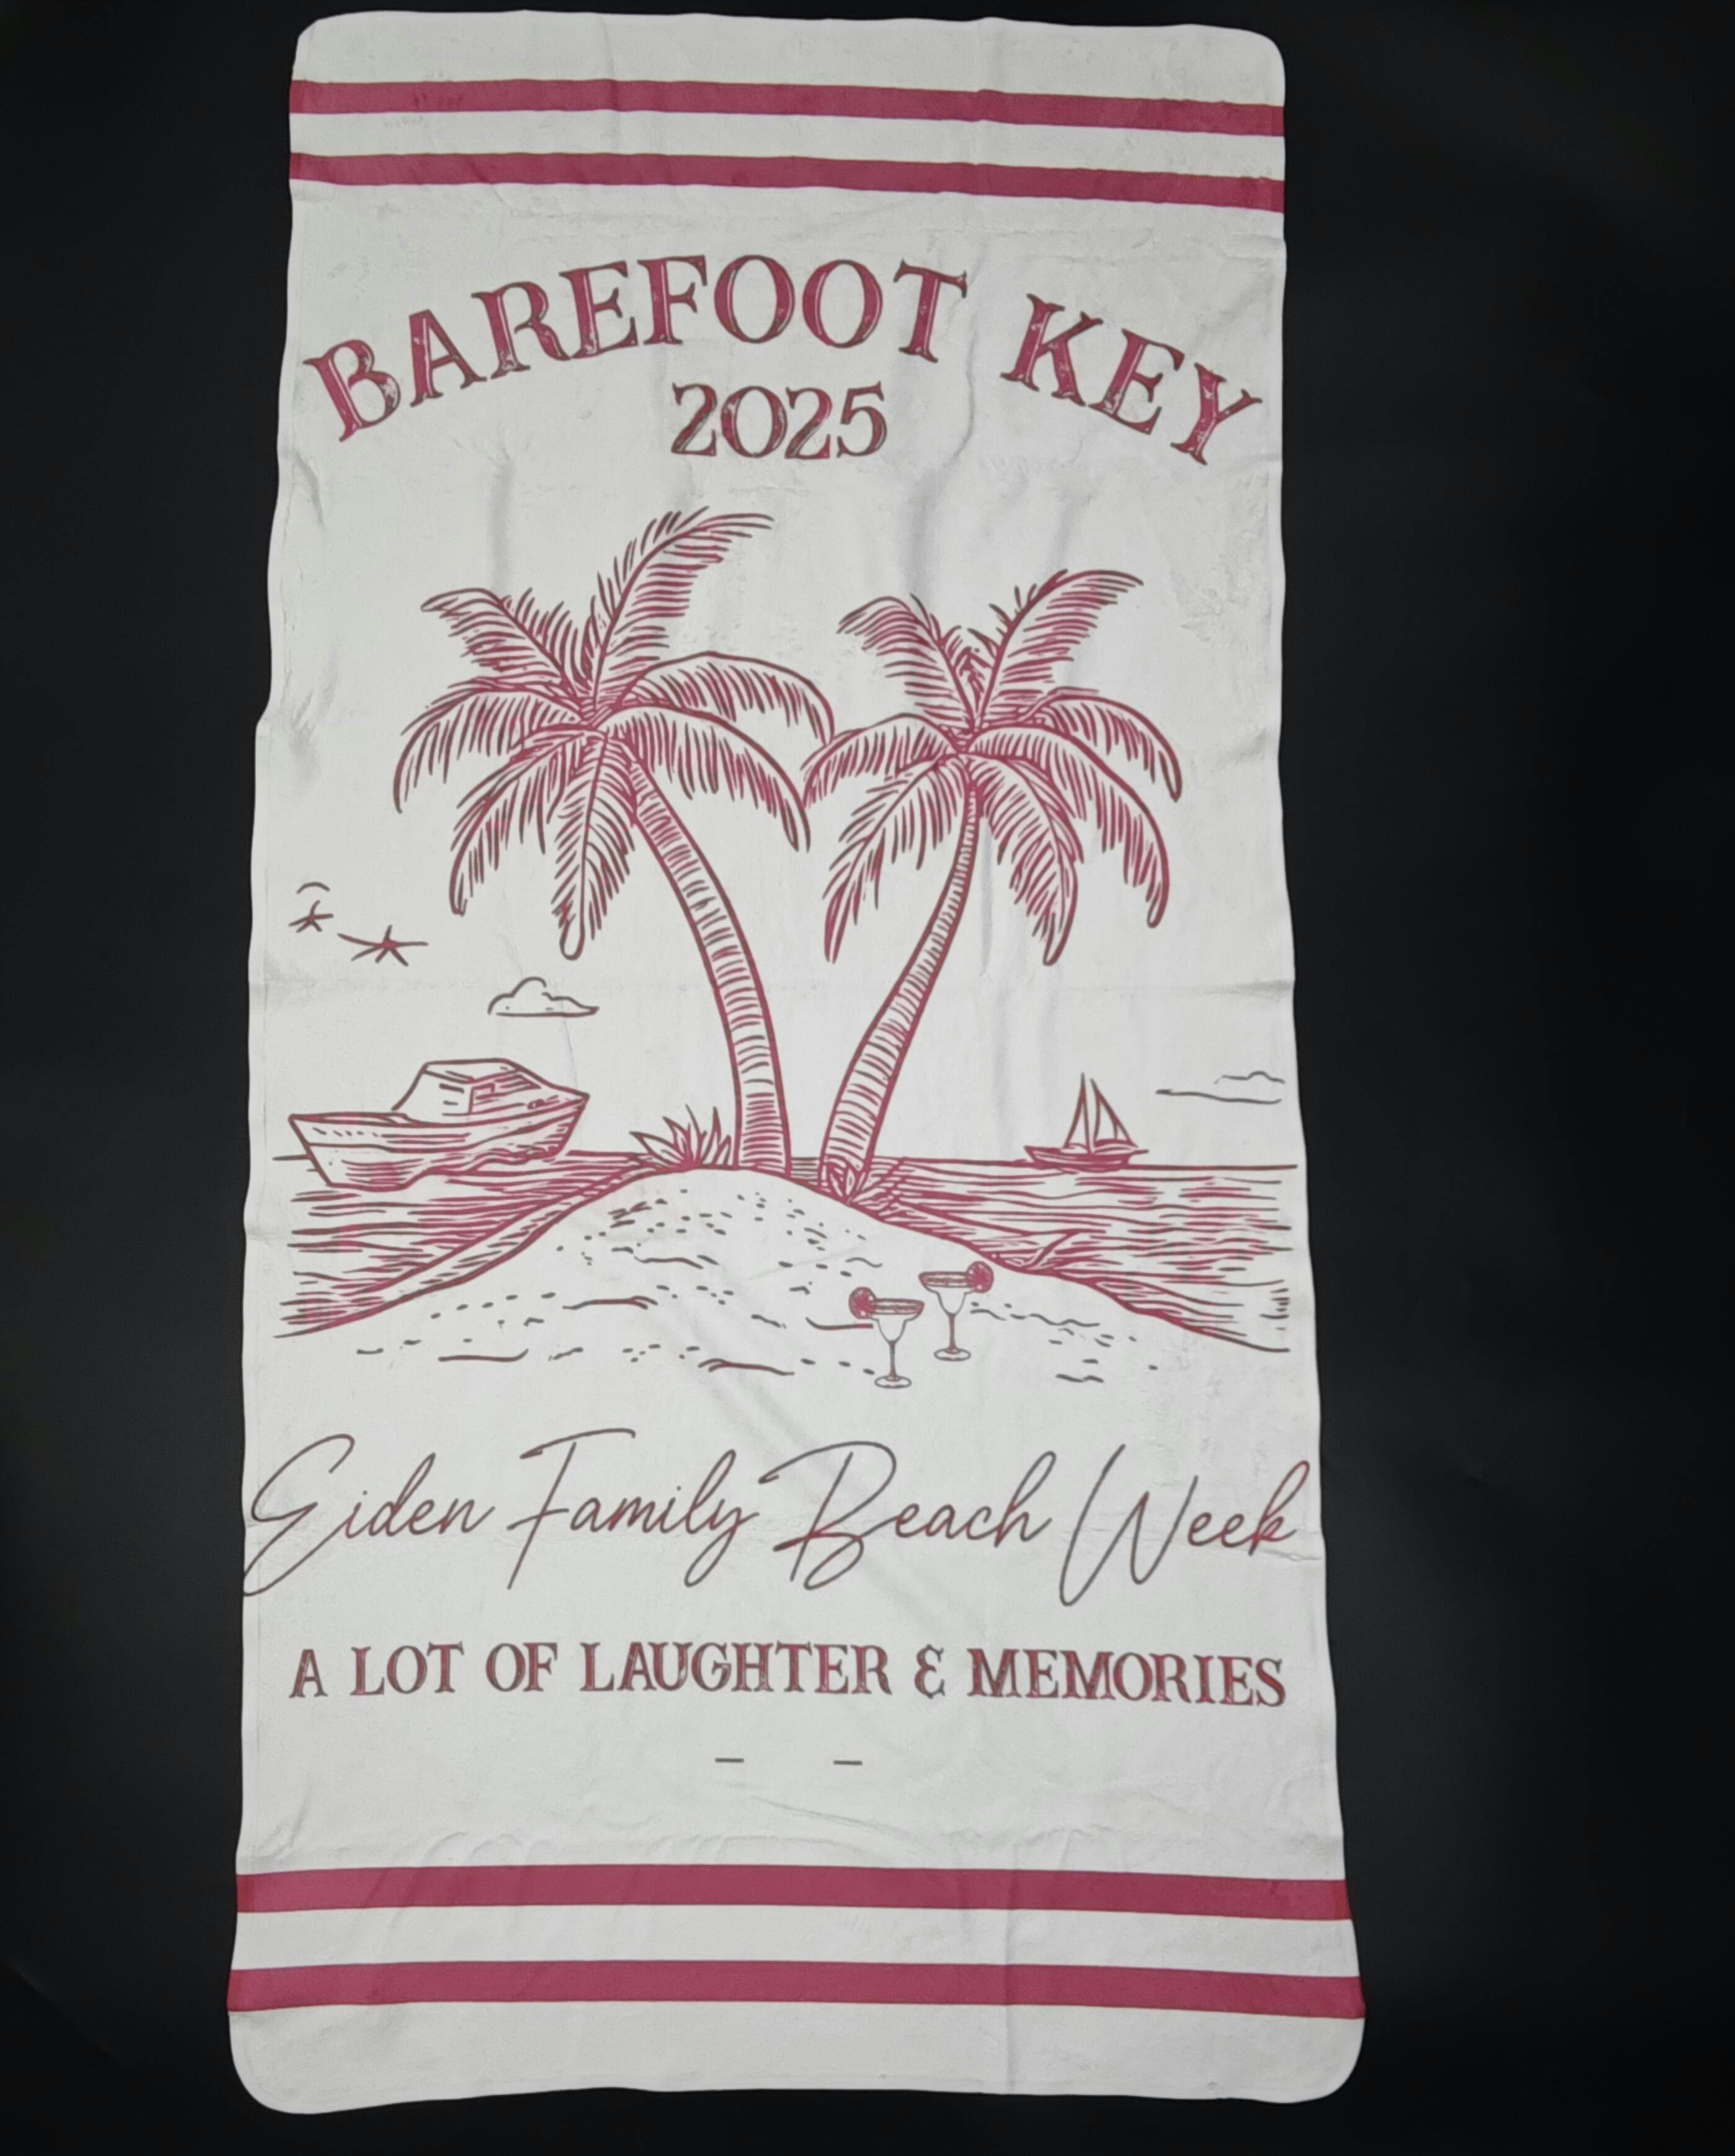 BAREFOOT KEY
2025
Eiden Family Beach Week
A LOT OF LAUGHTER & MEMORIES
– –